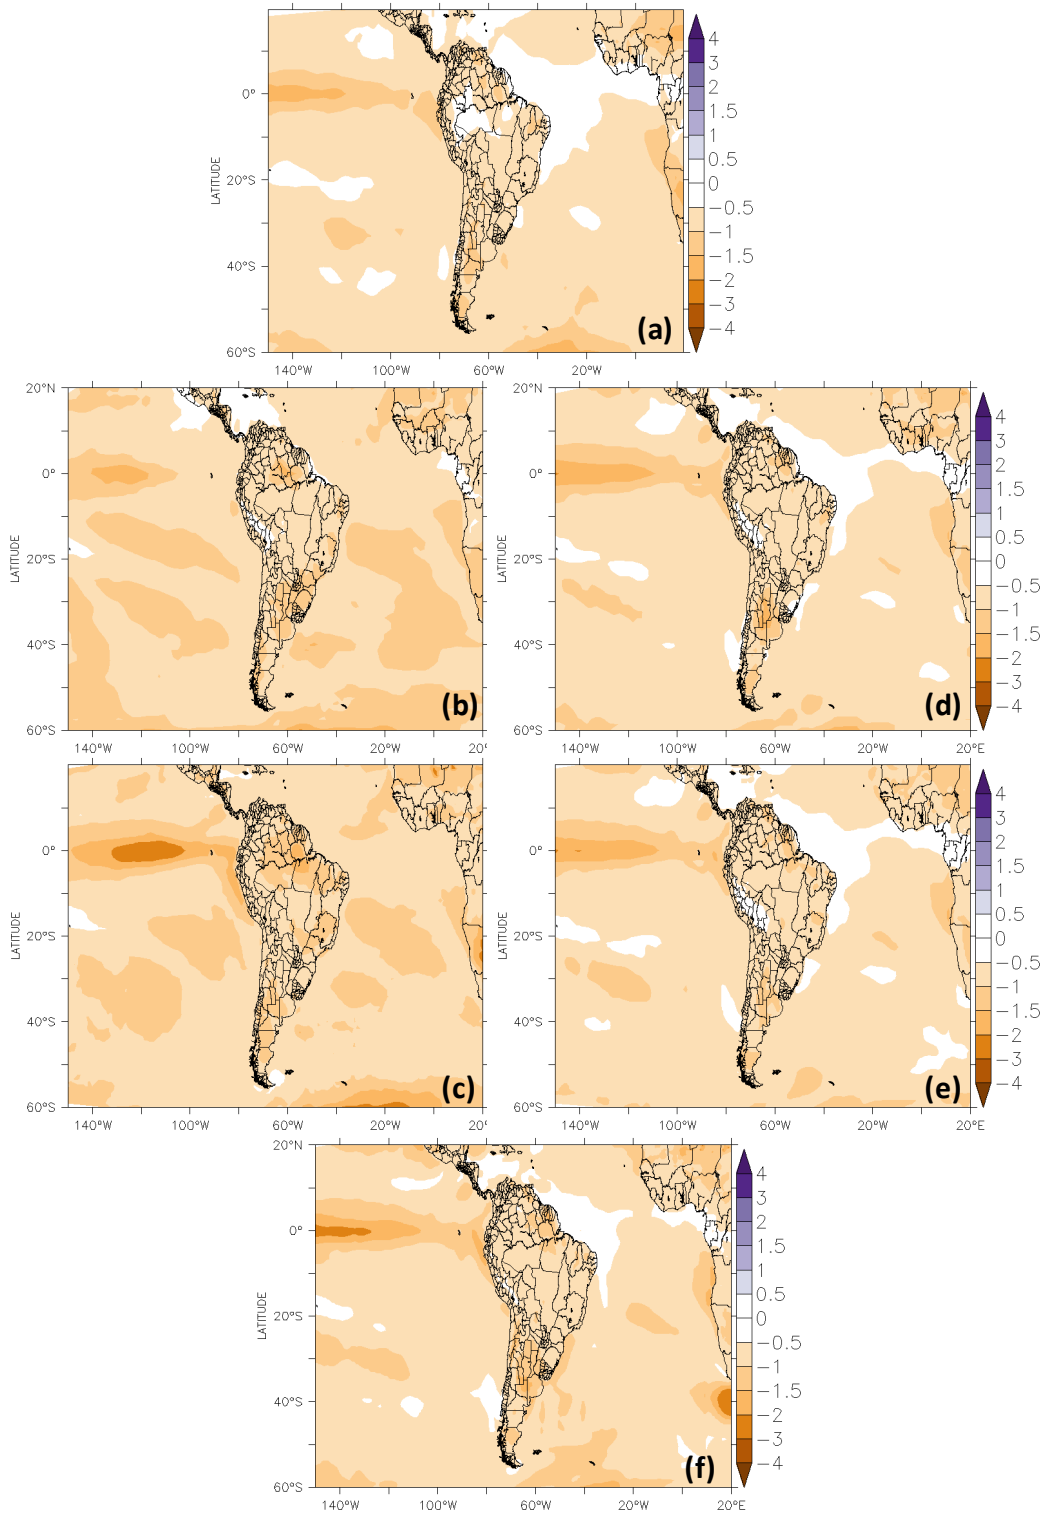 4
3
2
1.5
1
0.5
0
−0.5
−1
−1.5
−2
−3
−4
0°
20°S
40°S
60°S
LATITUDE
140°W 100°W 60°W 20°W
(a)
20°N
0°
20°S
40°S
60°S
LATITUDE
140°W 100°W 60°W 20°W 0°
(b)
20°N
0°
20°S
40°S
60°S
LATITUDE
140°W 100°W 60°W 20°W 20°E
(d)
4
3
2
1.5
1
0.5
0
−0.5
−1
−1.5
−2
−3
−4
0°
20°S
40°S
60°S
LATITUDE
140°W 100°W 60°W 20°W 0°
(c)
0°
20°S
40°S
60°S
LATITUDE
140°W 100°W 60°W 20°W 20°E
(e)
4
3
2
1.5
1
0.5
0
−0.5
−1
−1.5
−2
−3
−4
20°N
0°
20°S
40°S
60°S
LATITUDE
140°W 100°W 60°W 20°W 20°E
(f)
4
3
2
1.5
1
0.5
0
−0.5
−1
−1.5
−2
−3
−4